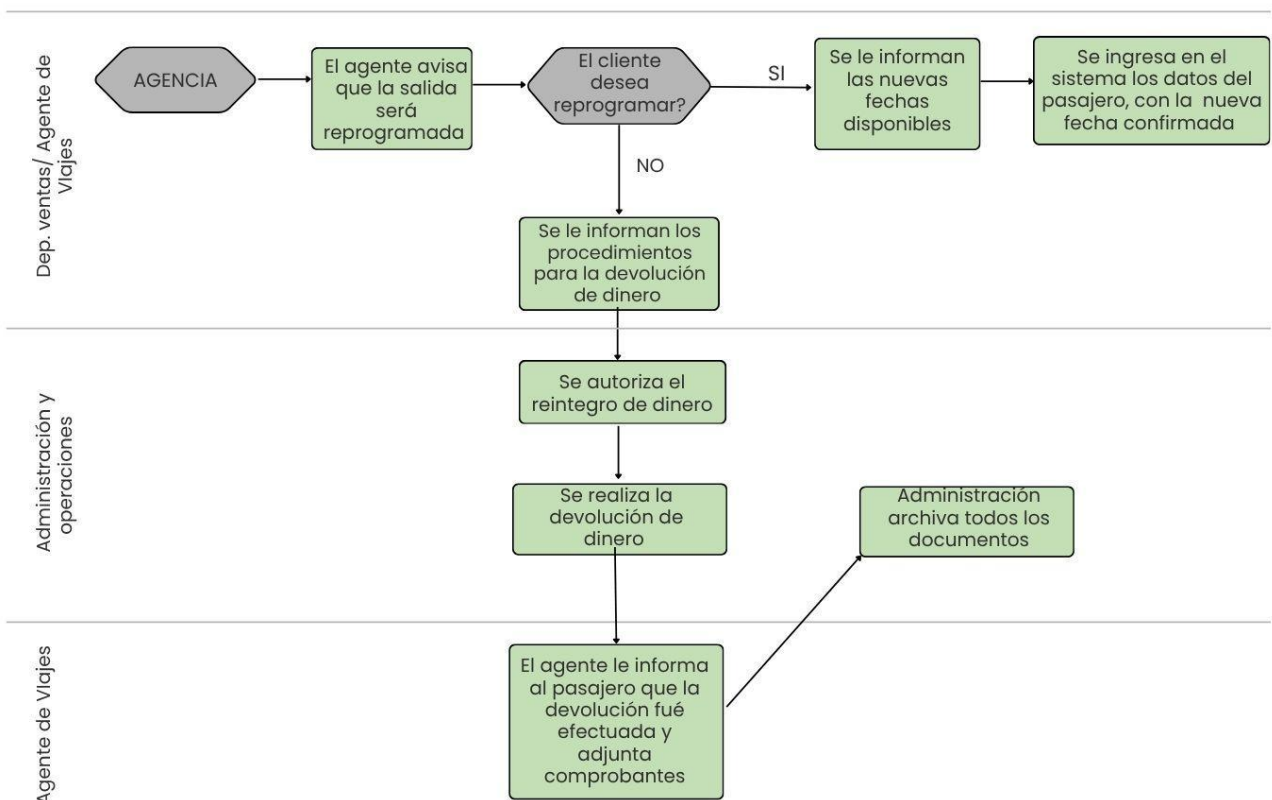 Dep. ventas/ Agente de
VIajes
AGENCIA
El agente avisa
que la salida
será
reprogramada
El cliente
desea
reprogramar?
SI
Se le informan
las nuevas
fechas
disponibles
Se ingresa en el
sistema los datos del
pasajero, con la nueva
fecha confirmada
NO
Se le informan los
procedimientos
para la devolución
de dinero
Administración y
operaciones
Se autoriza el
reintegro de dinero
Se realiza la
devolución de
dinero
Administración
archiva todos los
documentos
Agente de VIajes
El agente le informa
al pasajero que la
devolución fué
efectuada y
adjunta
comprobantes